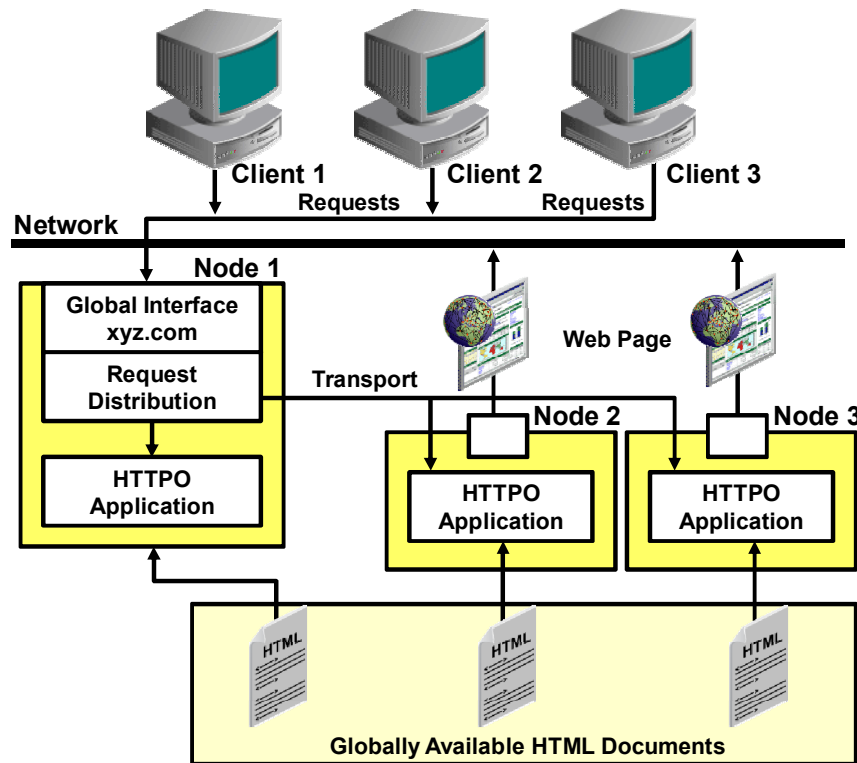 Client 1
Client 2
Client 3
Requests
Requests
Network
Node 1
Global Interface
xyz.com
Request
Distribution
HTTPO
Application
Transport
Web Page
Node 2
HTTPO
Application
Node 3
HTTPO
Application
HTML
HTML
HTML
Globally Available HTML Documents